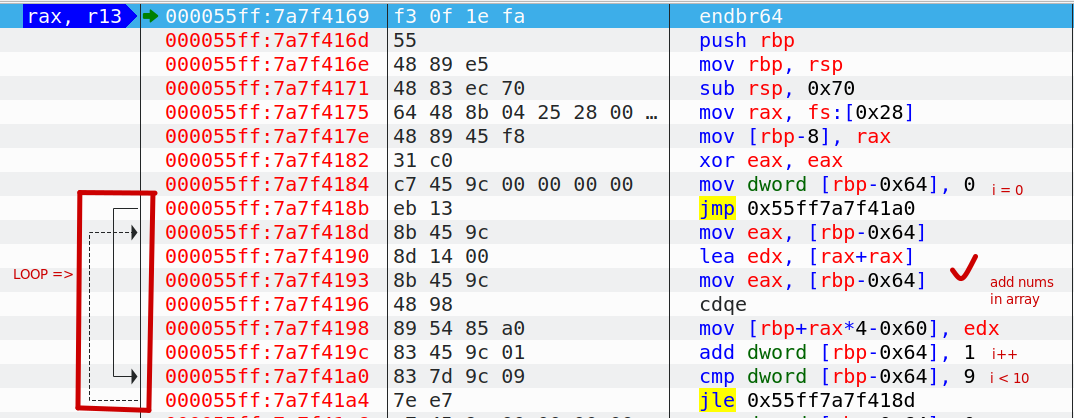 rax, r13 000055ff:7a7f4169 f3 0f 1e fa endbr64
000055ff:7a7f416d 55 push rbp
000055ff:7a7f416e 48 89 e5 mov rbp, rsp
000055ff:7a7f4171 48 83 ec 70 sub rsp, 0x70
000055ff:7a7f4175 64 48 8b 04 25 28 00 … mov rax, fs:[0x28]
000055ff:7a7f417e 48 89 45 f8 mov [rbp-8], rax
000055ff:7a7f4182 31 c0 xor eax, eax
000055ff:7a7f4184 c7 45 9c 00 00 00 00 mov dword [rbp-0x64], 0 i = 0
000055ff:7a7f418b eb 13 jmp 0x55ff7a7f41a0
000055ff:7a7f418d 8b 45 9c mov eax, [rbp-0x64]
000055ff:7a7f4190 8d 14 00 lea edx, [rax+rax]
LOOP => 000055ff:7a7f4193 8b 45 9c mov eax, [rbp-0x64] add nums
000055ff:7a7f4196 48 98 cdqe in array
000055ff:7a7f4198 89 54 85 a0 mov [rbp+rax*4-0x60], edx
000055ff:7a7f419c 83 45 9c 01 add dword [rbp-0x64], 1 i++
000055ff:7a7f41a0 83 7d 9c 09 cmp dword [rbp-0x64], 9 i < 10
000055ff:7a7f41a4 7e e7 jle 0x55ff7a7f418d